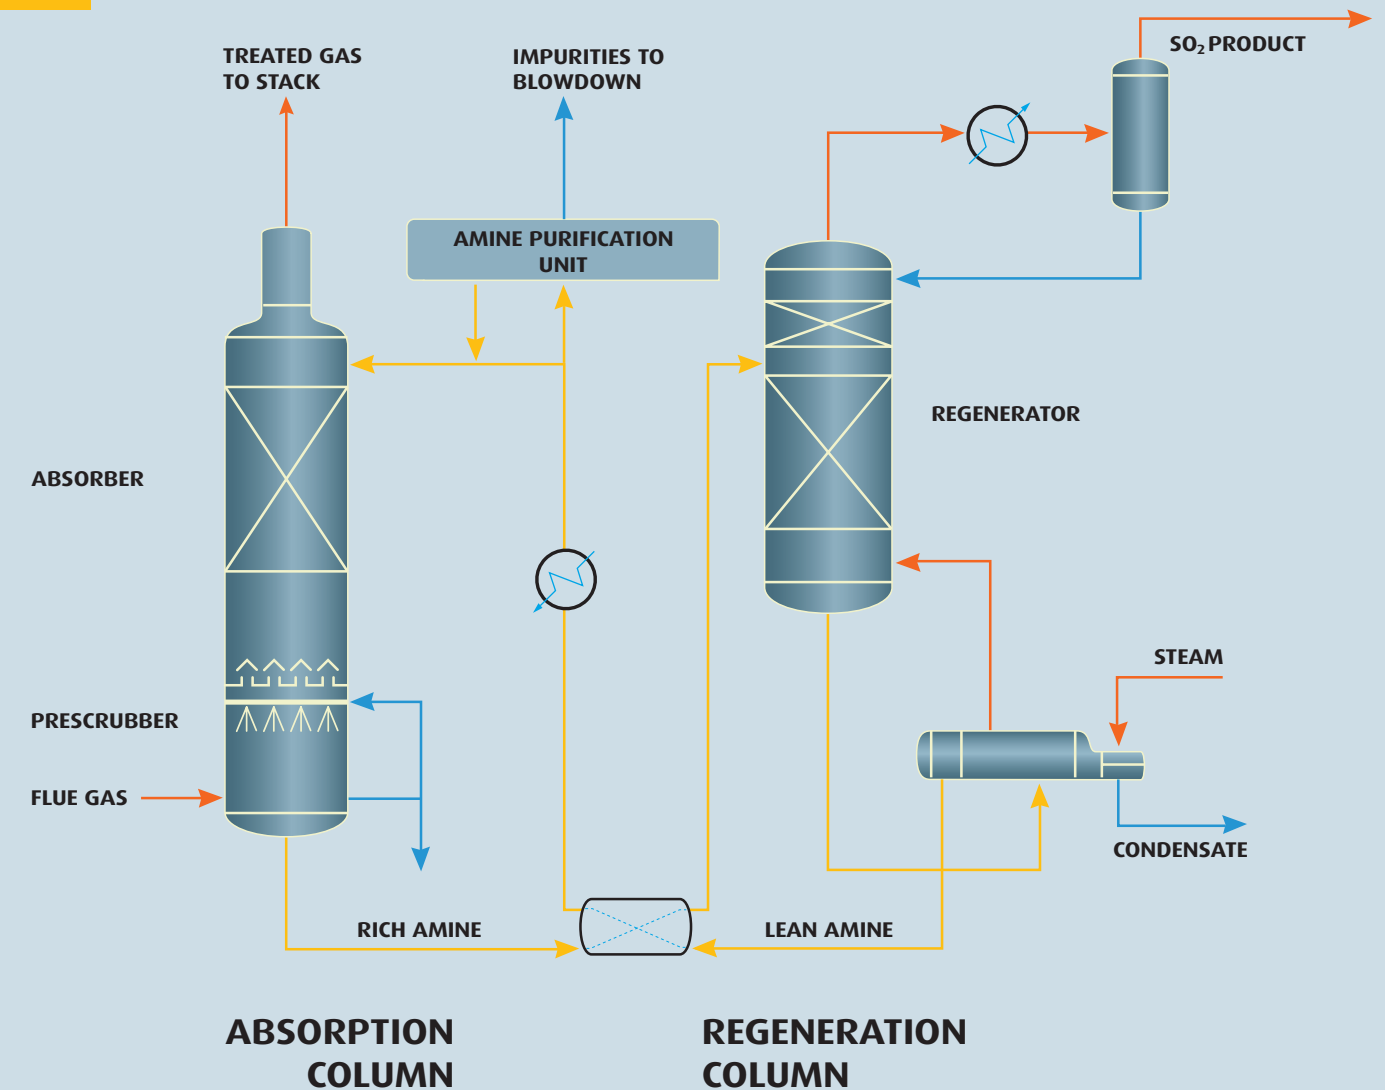 TREATED GAS
TO STACK
IMPURITIES TO
BLOWDOWN
SO₂ PRODUCT
AMINE PURIFICATION
UNIT
REGENERATOR
ABSORBER
STEAM
PRESCRUBBER
FLUE GAS
CONDENSATE
RICH AMINE
LEAN AMINE
ABSORPTION
COLUMN
REGENERATION
COLUMN